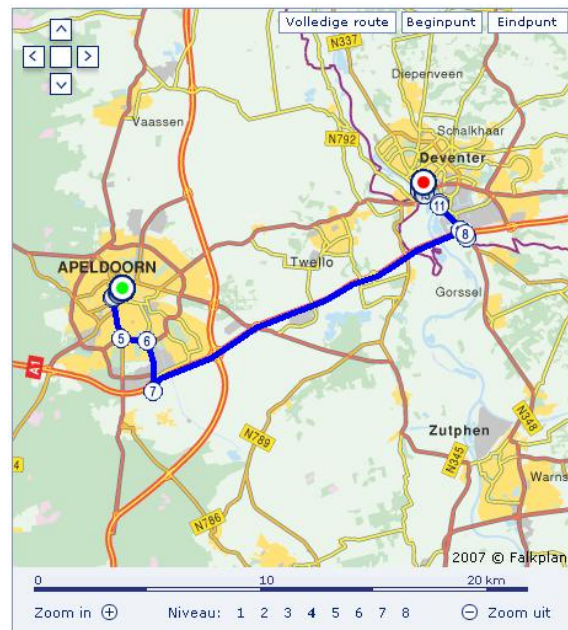 Volledige route Beginpunt Eindpunt
N337
Diepenveen
Vaassen
Schalkhaar
N792
Deventer
11
8
Twello
APELDOORN
Gorssel
5 6
A1
7
Zutphen
N348
N789
N345
4
Warns
N786
2007 © Falkplan
0 10 20 km
Zoom in Niveau: 1 2 3 4 5 6 7 8 Zoom uit